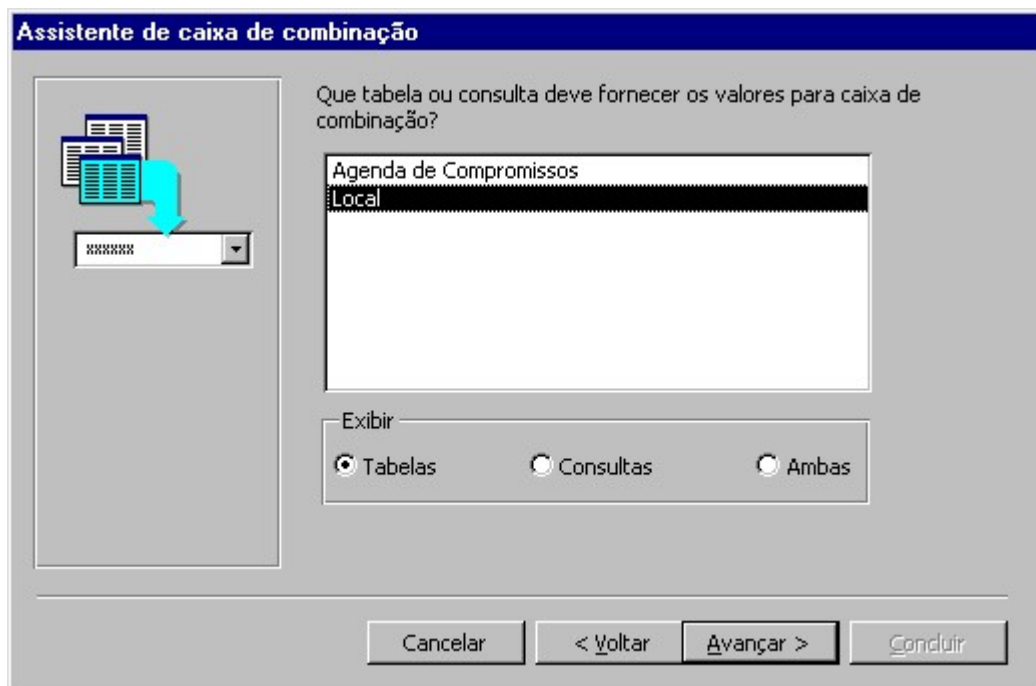 Assistente de caixa de combinação
Que tabela ou consulta deve fornecer os valores para caixa de
combinação?
Agenda de Compromissos
Local
xxxxxx
Exibir
Tabelas Consultas Ambas
Cancelar < Voltar Avançar > Concluir